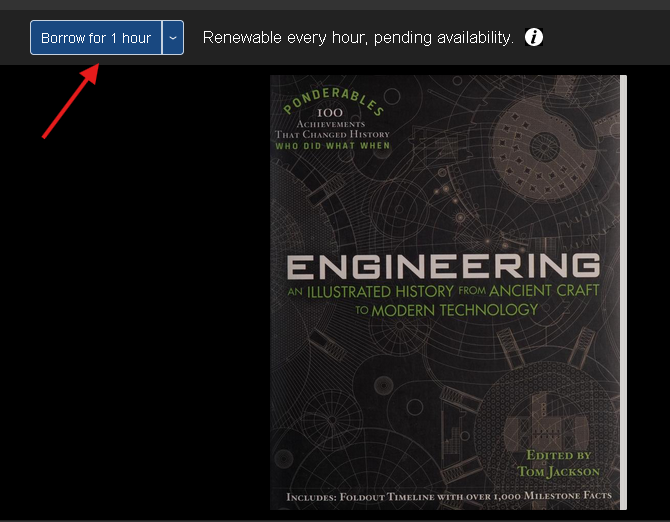 Borrow for 1 hour
Renewable every hour, pending availability. i
PONDERABLES
100
ACHIEVEMENTS
THAT CHANGED HISTORY
WHO DID WHAT WHEN
ENGINEERING
AN ILLUSTRATED HISTORY FROM ANCIENT CRAFT
TO MODERN TECHNOLOGY
EDITED BY
TOM JACKSON
INCLUDES: FOLDOUT TIMELINE WITH OVER 1,000 MILESTONE FACTS